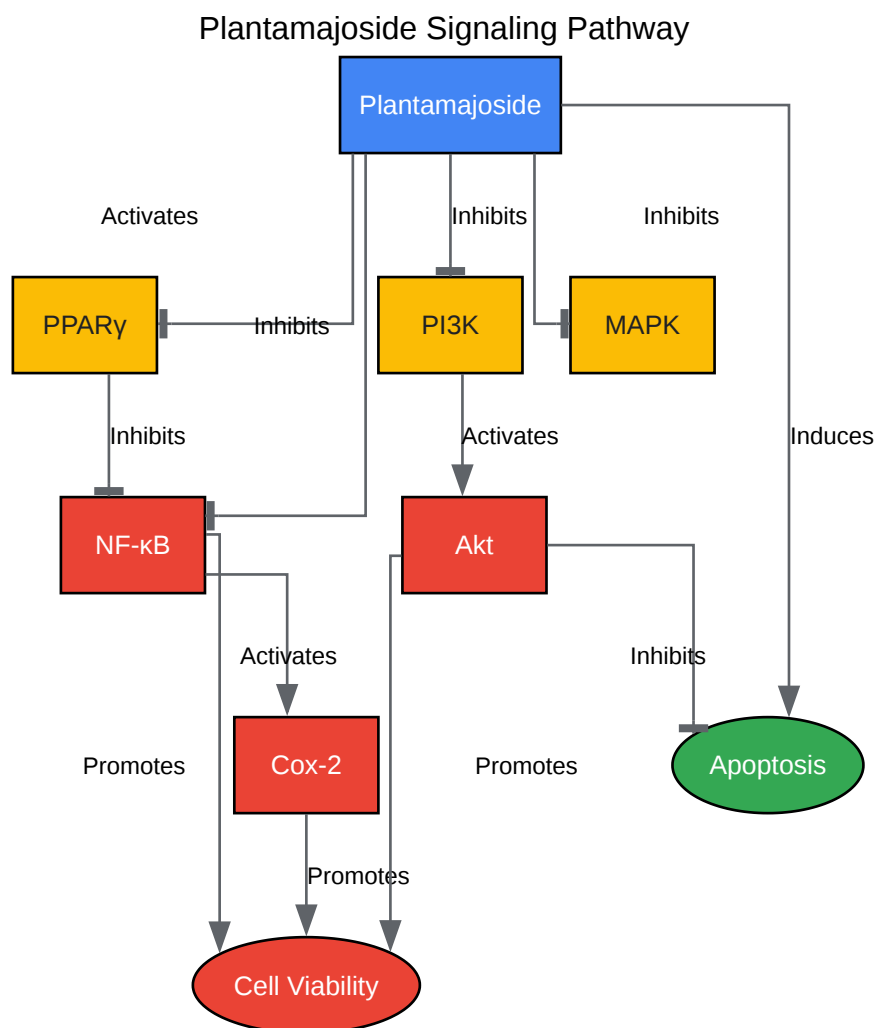 Plantamajoside Signaling Pathway
Plantamajoside
Activates
Inhibits
Inhibits
PPARγ
Inhibits
PI3K
MAPK
Inhibits
Activates
Induces
NF-κB
Akt
Activates
Inhibits
Promotes
Cox-2
Promotes
Apoptosis
Promotes
Cell Viability